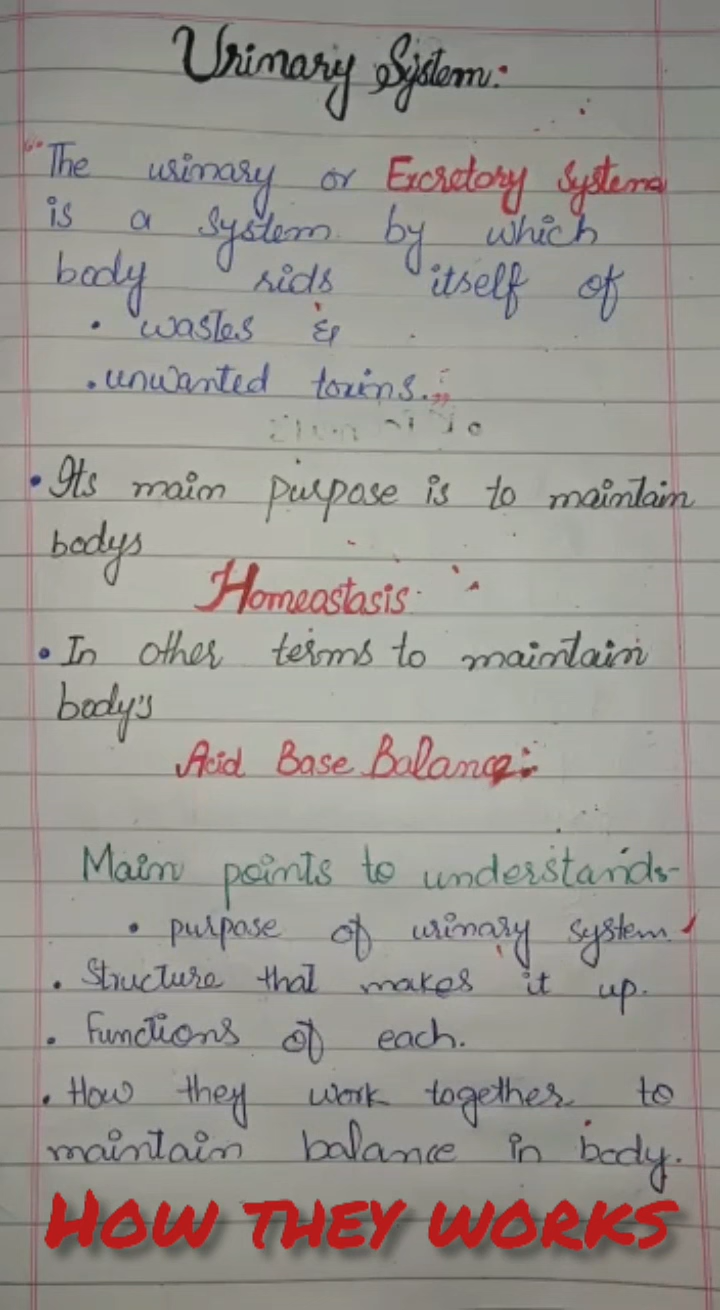 Urinary System:
"The urinary or Excretory System
is a system by which
body rids itself of
• wastes &
• unwanted toxins."
• Its main purpose is to maintain
bodys
Homeastasis
• In other terms to maintain
body's
Acid Base Balance:
Main points to understands-
• purpose of urinary system
• Structure that makes it up.
• Functions of each.
• How they work together to
maintain balance in body.
HOW THEY WORKS